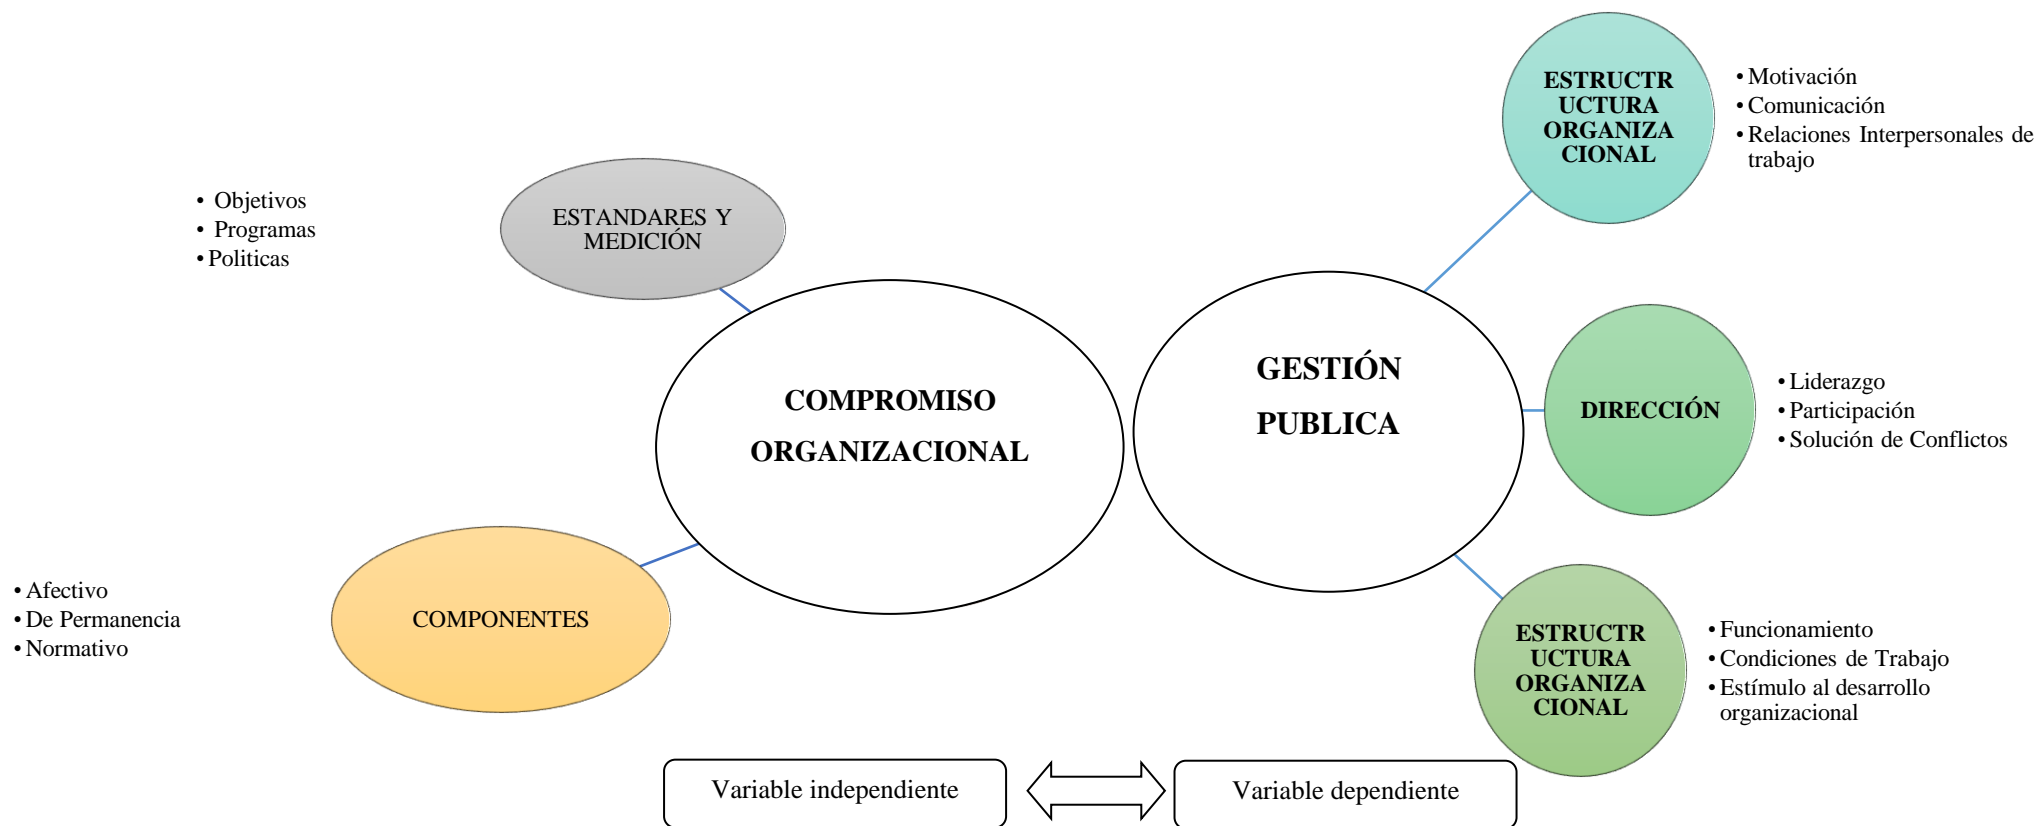 • Objetivos
• Programas
• Politicas
ESTANDARES Y
MEDICIÓN
COMPROMISO
ORGANIZACIONAL
• Afectivo
• De Permanencia
• Normativo
COMPONENTES
GESTIÓN
PUBLICA
ESTRUCTR
UCTURA
ORGANIZA
CIONAL
• Motivación
• Comunicación
• Relaciones Interpersonales de
trabajo
DIRECCIÓN
• Liderazgo
• Participación
• Solución de Conflictos
ESTRUCTR
UCTURA
ORGANIZA
CIONAL
• Funcionamiento
• Condiciones de Trabajo
• Estímulo al desarrollo
organizacional
Variable independiente
Variable dependiente